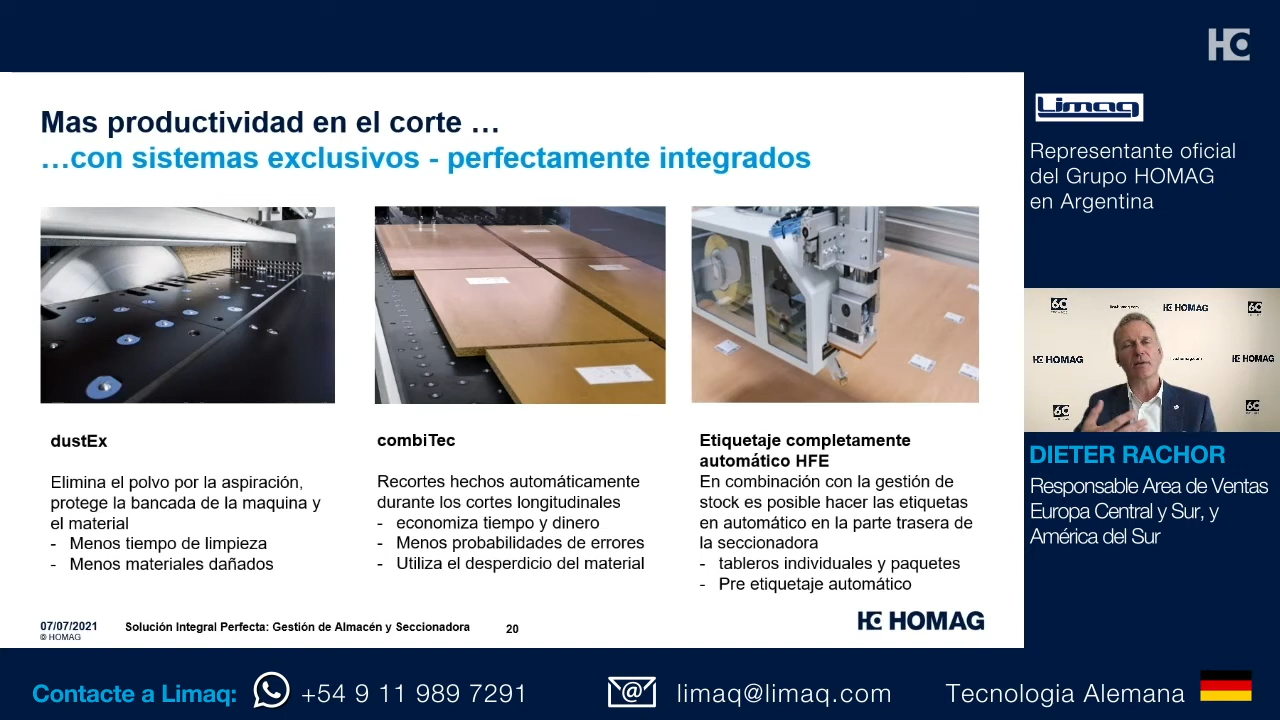 HC
Mas productividad en el corte …
…con sistemas exclusivos - perfectamente integrados
dustEx
Elimina el polvo por la aspiración,
protege la bancada de la maquina y
el material
- Menos tiempo de limpieza
- Menos materiales dañados
combiTec
Recortes hechos automáticamente
durante los cortes longitudinales
- economiza tiempo y dinero
- Menos probabilidades de errores
- Utiliza el desperdicio del material
Etiquetaje completamente
automático HFE
En combinación con la gestión de
stock es posible hacer las etiquetas
en automático en la parte trasera de
la seccionadora
- tableros individuales y paquetes
- Pre etiquetaje automático
07/07/2021
© HOMAG
Solución Integral Perfecta: Gestión de Almacén y Seccionadora
20
HOMAG
Limaq
Representante oficial
del Grupo HOMAG
en Argentina
60
HOMAG
60
HOMAG
HOMAG
60
60
DIETER RACHOR
Responsable Area de Ventas
Europa Central y Sur, y
América del Sur
Contacte a Limaq:
+54 9 11 989 7291
limaq@limaq.com
Tecnologia Alemana